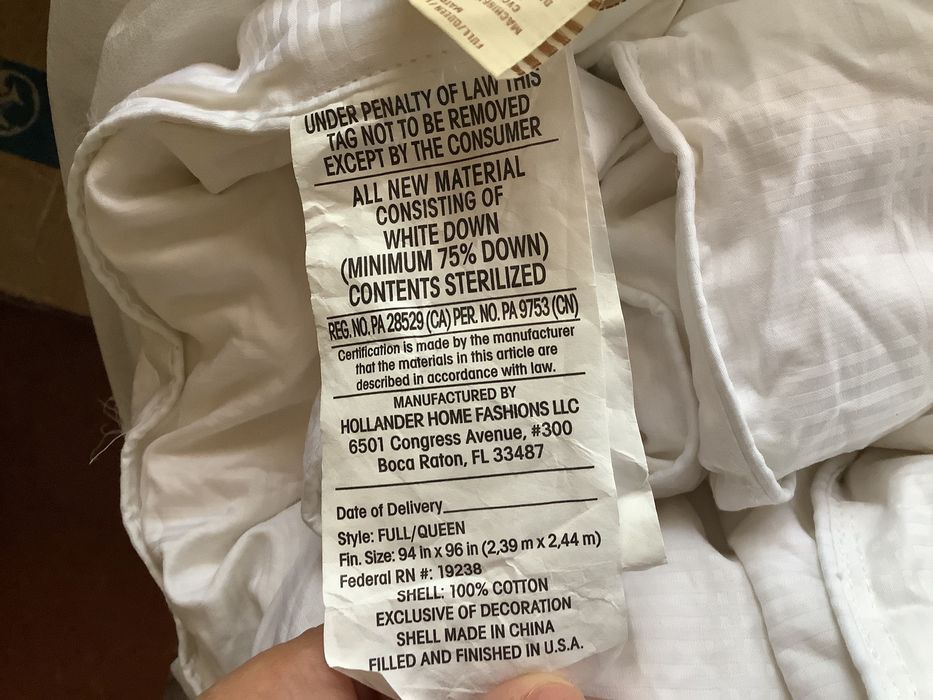 FULL/QUEEN
MACHINE
UNDER PENALTY OF LAW THIS
TAG NOT TO BE REMOVED
EXCEPT BY THE CONSUMER
ALL NEW MATERIAL
CONSISTING OF
WHITE DOWN
(MINIMUM 75% DOWN)
CONTENTS STERILIZED
REG. NO. PA 28529 (CA) PER. NO. PA 9753 (CN)
Certification is made by the manufacturer
that the materials in this article are
described in accordance with law.
MANUFACTURED BY
HOLLANDER HOME FASHIONS LLC
6501 Congress Avenue, #300
Boca Raton, FL 33487
Date of Delivery
Style: FULL/QUEEN
Fin. Size: 94 in x 96 in (2,39 m x 2,44 m)
Federal RN #: 19238
SHELL: 100% COTTON
EXCLUSIVE OF DECORATION
SHELL MADE IN CHINA
FILLED AND FINISHED IN U.S.A.